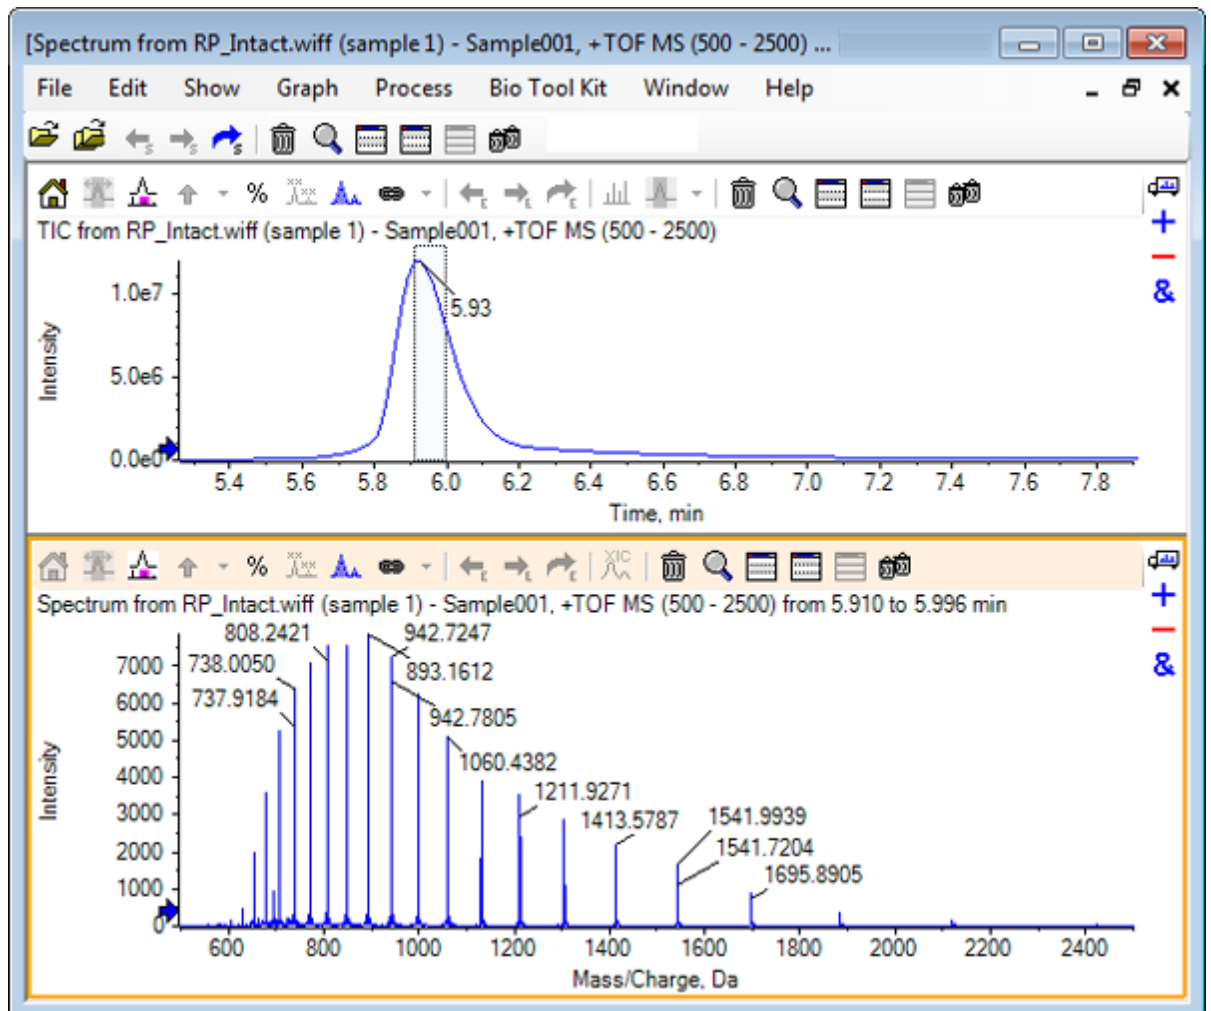 [Spectrum from RP_Intact.wiff (sample 1) - Sample001, +TOF MS (500 - 2500) ...
File Edit Show Graph Process Bio Tool Kit Window Help
TIC from RP_Intact.wiff (sample 1) - Sample001, +TOF MS (500 - 2500)
Intensity
1.0e7
5.0e6
0.0e0
5.93
5.4 5.6 5.8 6.0 6.2 6.4 6.6 6.8 7.0 7.2 7.4 7.6 7.8
Time, min
XIC
Spectrum from RP_Intact.wiff (sample 1) - Sample001, +TOF MS (500 - 2500) from 5.910 to 5.996 min
Intensity
7000
6000
5000
4000
3000
2000
1000
0
808.2421
942.7247
738.0050
893.1612
737.9184
942.7805
1060.4382
1211.9271
1413.5787
1541.9939
1541.7204
1695.8905
600 800 1000 1200 1400 1600 1800 2000 2200 2400
Mass/Charge, Da